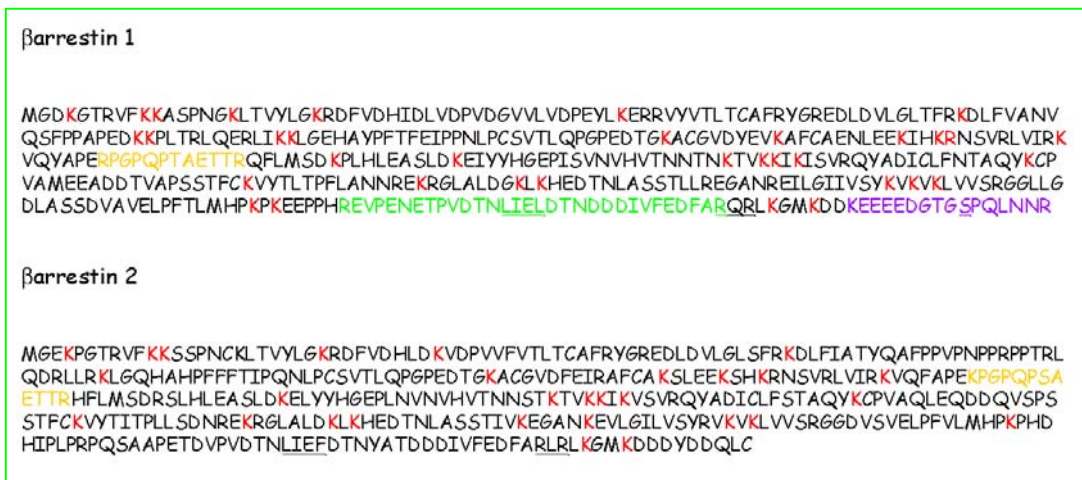 βarrestin 1
MGDKGTRVFKKASPNGKLTVYLGKRDFVDHIDLVDPVDGVVLVDPEYLKERRVYVTLTCAFRYGREDLDVLGLTFRKDLFVANV
QSFPPAPEDKKPLTRLQERLIKKLGEHAYPFTFEIPPNLPCSVTLQPGPEDTGKACGVDYEVKAFCAENLEEKIHKRNSVRLVIRK
VQYAPERPGPQPTAETTRQFLMSDKPLHLEASLDKEIYYHGEPISVNVHVTNNTNKTVKKIKISVRQYADICLFNTAQYKCP
VAMEEADDTVAPSSTFCKVYTLTPFLANNREKRGLALDGKLKHEDTNLASSTLLREGANREILGIIVSYKVKVKLVVSRGGLLG
DLASSDVAVELPFTLMHPKPKEEPPHREVPENETPVDTNLIELDTNDDDIVFEDFARQRLKGMKDDKEEEEDGTGSPQLNNR
βarrestin 2
MGEKPGTRVFKKSSPNCKLTVYLGKRDFVDHLDKVDPVVFVTLTCAFRYGREDLDVLGLSFRKDLFIATYQAFPPVPNPPRPPTRL
QDRLLRKLGQHAHPFFFTIPQNLPCSVTLQPGPEDTGKACGVDFEIRAFCAKSLEEKSHKRNSVRLVIRKVQFAPEKPGPQPSA
ETTRHFLMSDRSLHLEASLDKELYYHGEPLNVNVHVTNNSTKTVKKIKVSVRQYADICLFSTAQYKCPVAQLEQDDQVSPS
STFCKVYTITPLLSDNREKRGLALDKLKHEDTNLASSTIVKEGANKEVLGILVSYRVKVKLVVSRGGDVSVELPFVLMHPKPHD
HIPLPRPQSAAPETDVPVDTNLIEFDTNYATDDDIVFEDFARLRLKGMKDDDYDDQLC